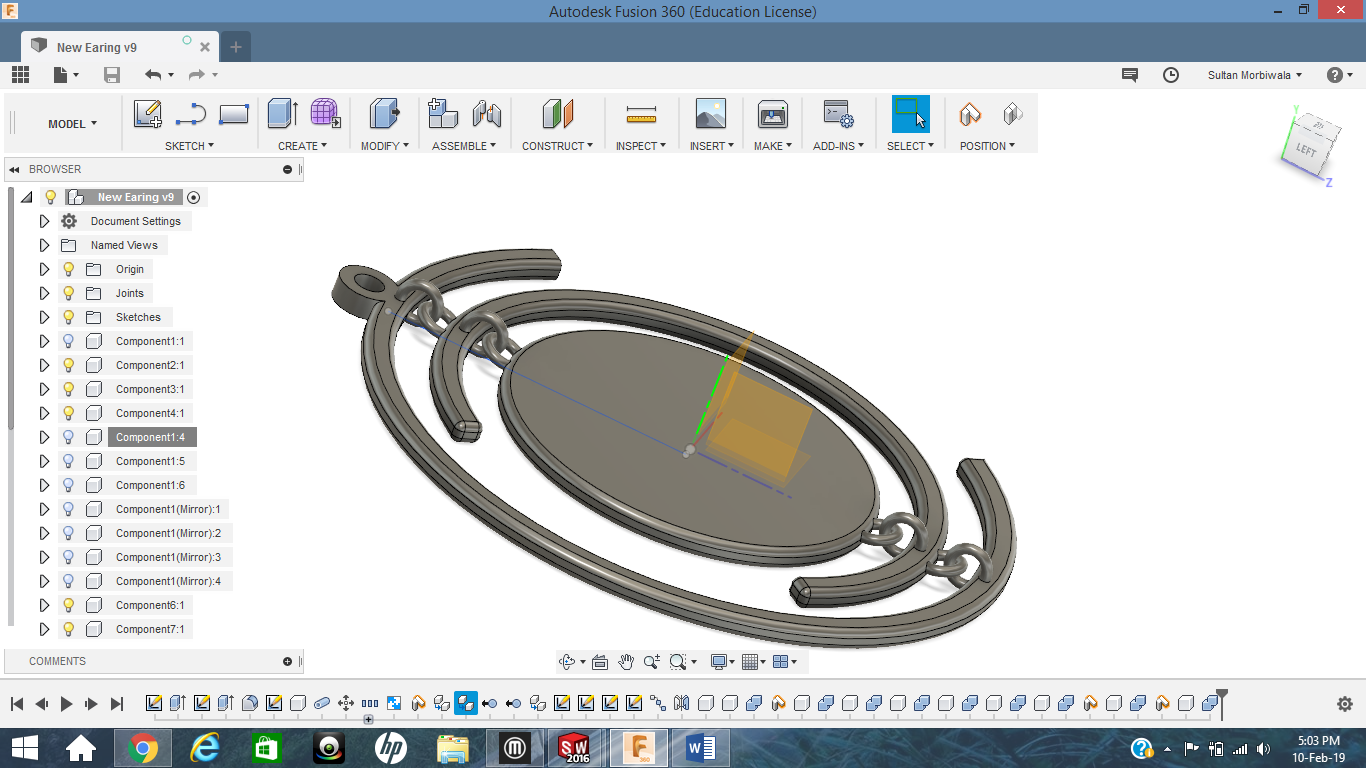 Autodesk Fusion 360 (Education License)
New Earing v9
Sultan Morbiwala
MODEL
SKETCH
CREATE
MODIFY
ASSEMBLE
CONSTRUCT
INSPECT
INSERT
MAKE
ADD-INS
SELECT
POSITION
Y
LEFT
Z
BROWSER
New Earing v9
Document Settings
Named Views
Origin
Joints
Sketches
Component1:1
Component2:1
Component3:1
Component4:1
Component1:4
Component1:5
Component1:6
Component1(Mirror):1
Component1(Mirror):2
Component1(Mirror):3
Component1(Mirror):4
Component6:1
Component7:1
COMMENTS
hp
SW
2016
F
360
W
5:03 PM
10-Feb-19